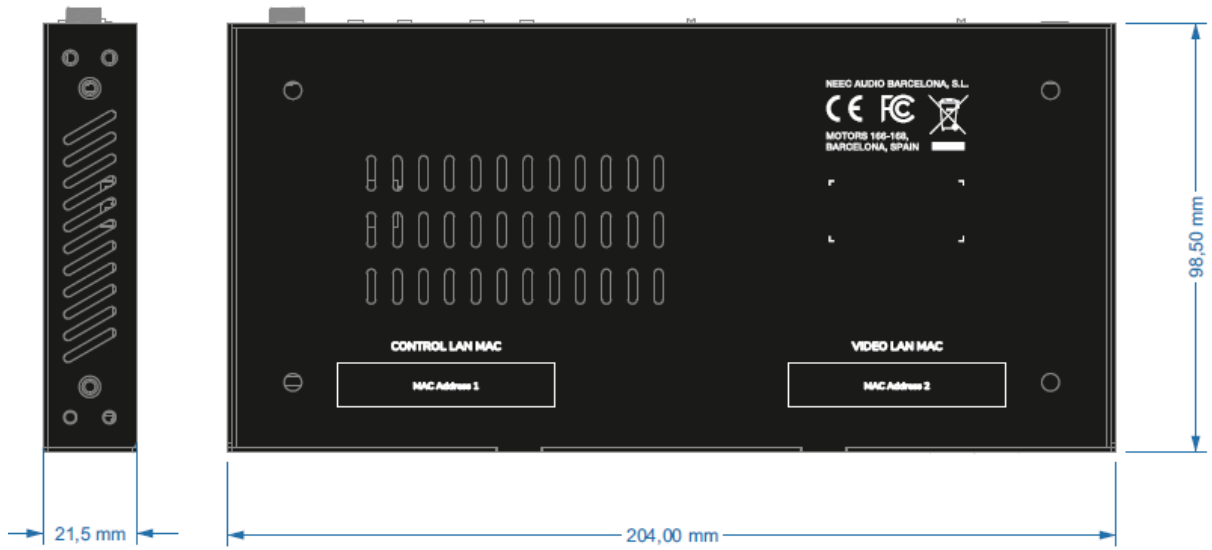 NEEC AUDIO BARCELONA, S.L.
CE FC
MOTORS 166-168,
BARCELONA, SPAIN
98,50 mm
CONTROL LAN MAC
VIDEO LAN MAC
MAC Address 1
MAC Address 2
21,5 mm
204,00 mm